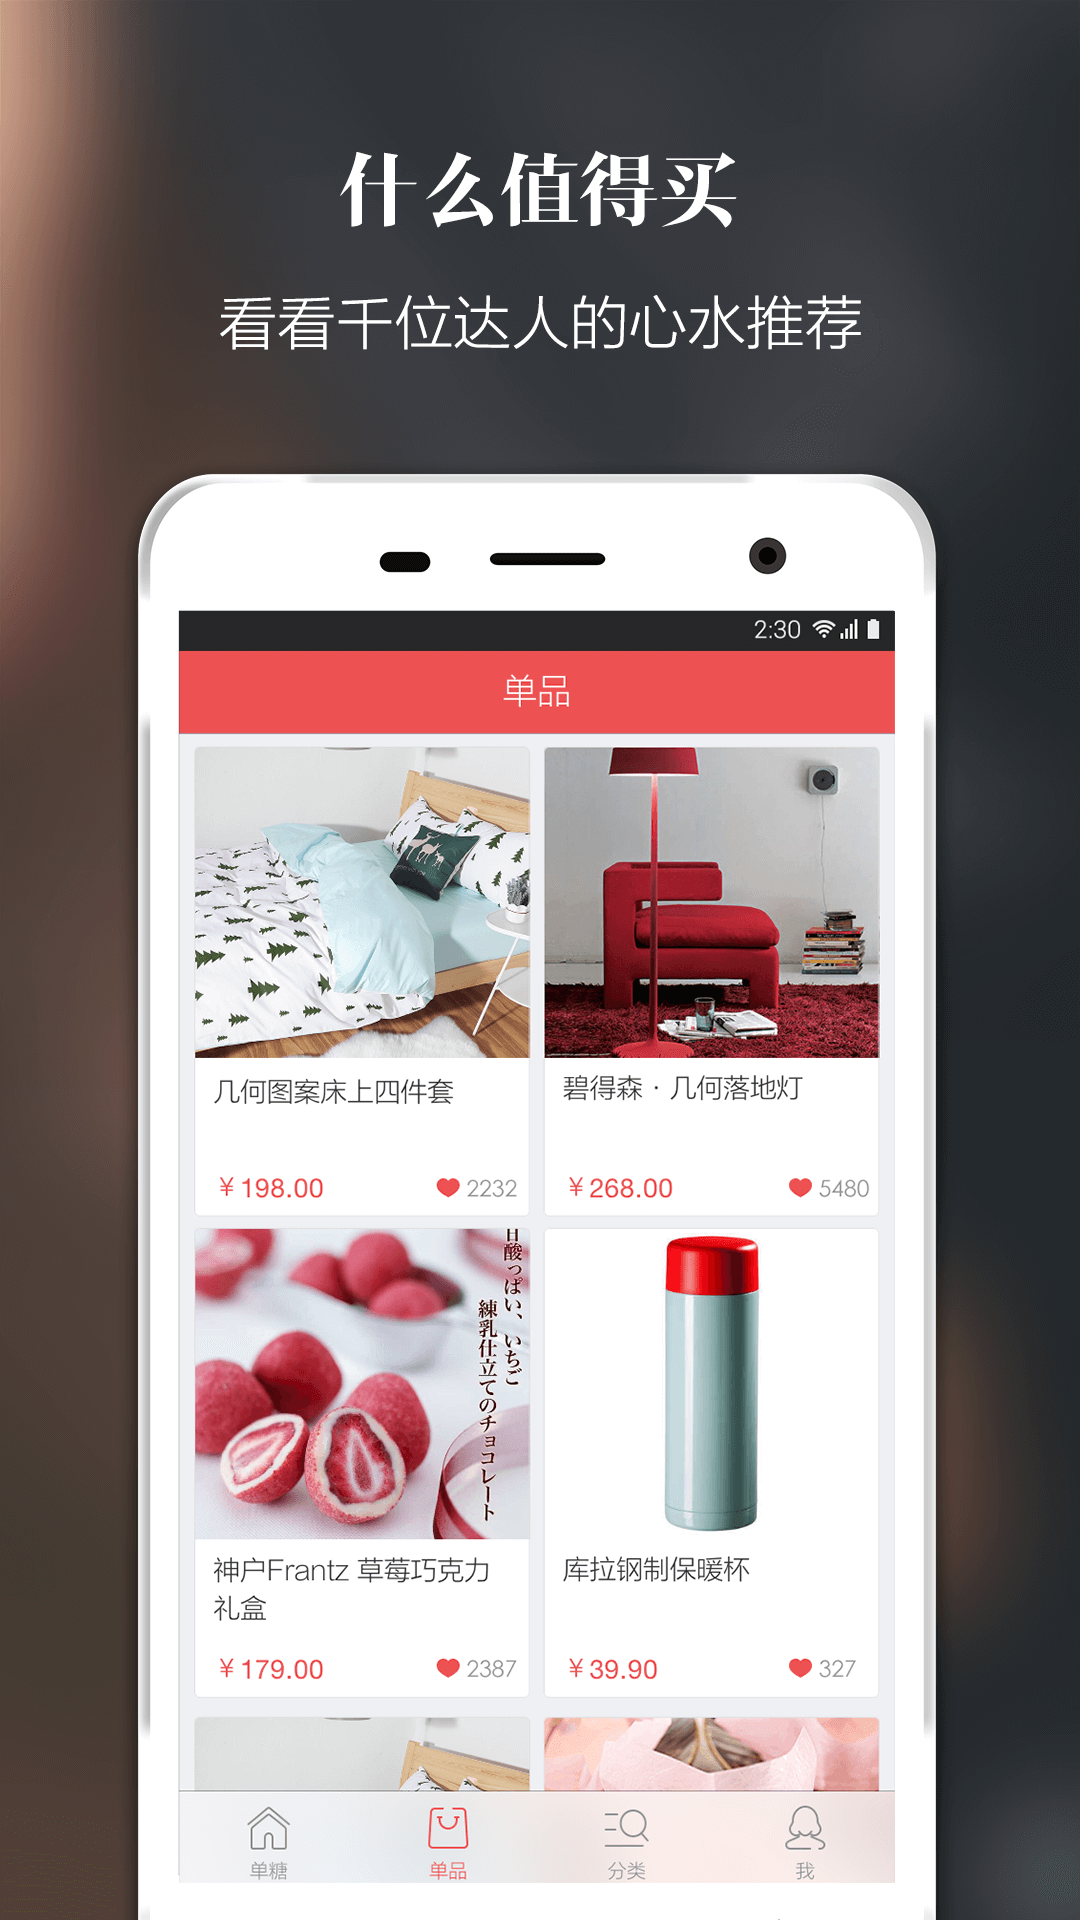 什么值得买
看看千位达人的心水推荐
2:30
单品
几何图案床上四件套
¥ 198.00
2232
碧得森·几何落地灯
¥ 268.00
5480
甘酸っぱい、いちご
練乳仕立てのチョコレート
神户Frantz 草莓巧克力
礼盒
¥ 179.00
2387
库拉钢制保暖杯
¥ 39.90
327
单糖
单品
分类
我